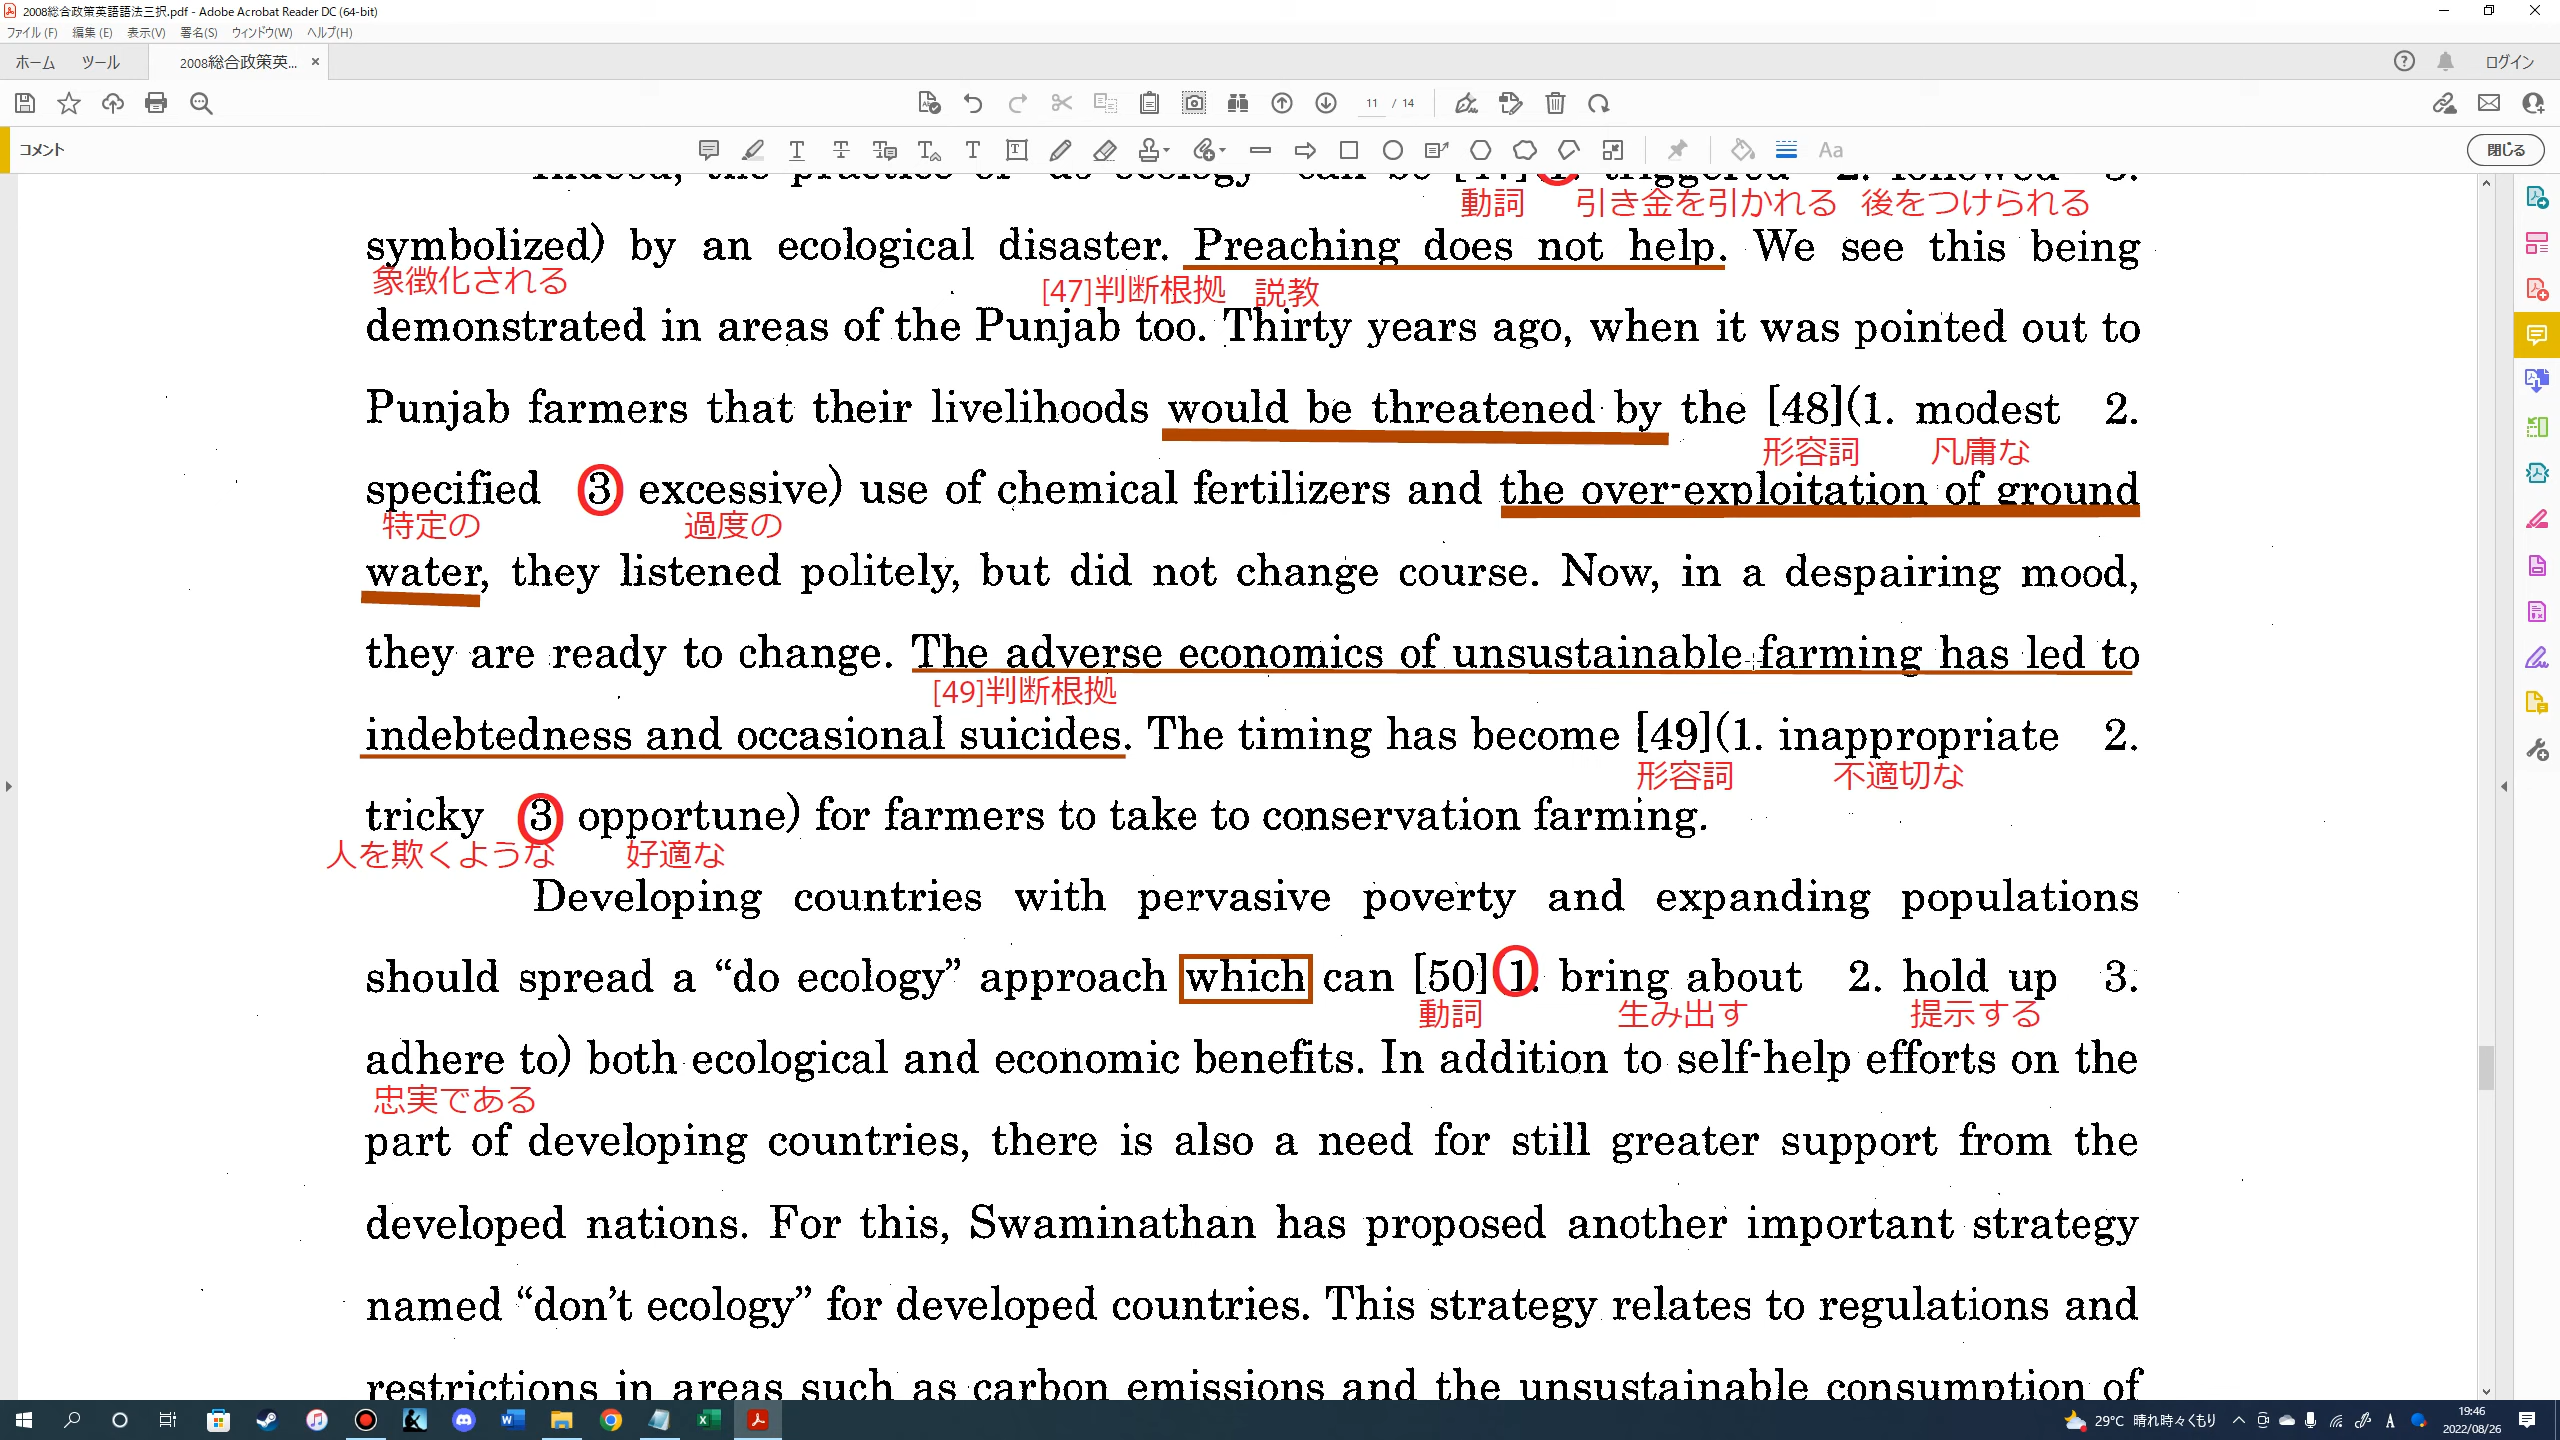 2008総合政策英語語法三択.pdf - Adobe Acrobat Reader DC (64-bit)
ファイル(F) 編集(E) 表示(V) 署名(S) ウィンドウ(W) ヘルプ(H)
ホーム ツール 2008総合政策英... × ログイン
11 / 14
コメント 閉じる
Indeed, the practice of "do ecology" can be [47] 1. triggered 2. followed 3.
動詞 引き金を引かれる 後をつけられる
symbolized) by an ecological disaster. Preaching does not help. We see this being
象徴化される [47]判断根拠 説教
demonstrated in areas of the Punjab too. Thirty years ago, when it was pointed out to
Punjab farmers that their livelihoods would be threatened by the [48](1. modest 2.
形容詞 凡庸な
specified 3 excessive) use of chemical fertilizers and the over-exploitation of ground
特定の 過度の
water, they listened politely, but did not change course. Now, in a despairing mood,
they are ready to change. The adverse economics of unsustainable farming has led to
[49]判断根拠
indebtedness and occasional suicides. The timing has become [49](1. inappropriate 2.
形容詞 不適切な
tricky 3 opportune) for farmers to take to conservation farming.
人を欺くような 好適な
Developing countries with pervasive poverty and expanding populations
should spread a “do ecology” approach which can [50] 1. bring about 2. hold up 3.
動詞 生み出す 提示する
adhere to) both ecological and economic benefits. In addition to self-help efforts on the
忠実である
part of developing countries, there is also a need for still greater support from the
developed nations. For this, Swaminathan has proposed another important strategy
named “don’t ecology” for developed countries. This strategy relates to regulations and
restrictions in areas such as carbon emissions and the unsustainable consumption of
29°C 晴れ時々くもり A 19:46
2022/08/26